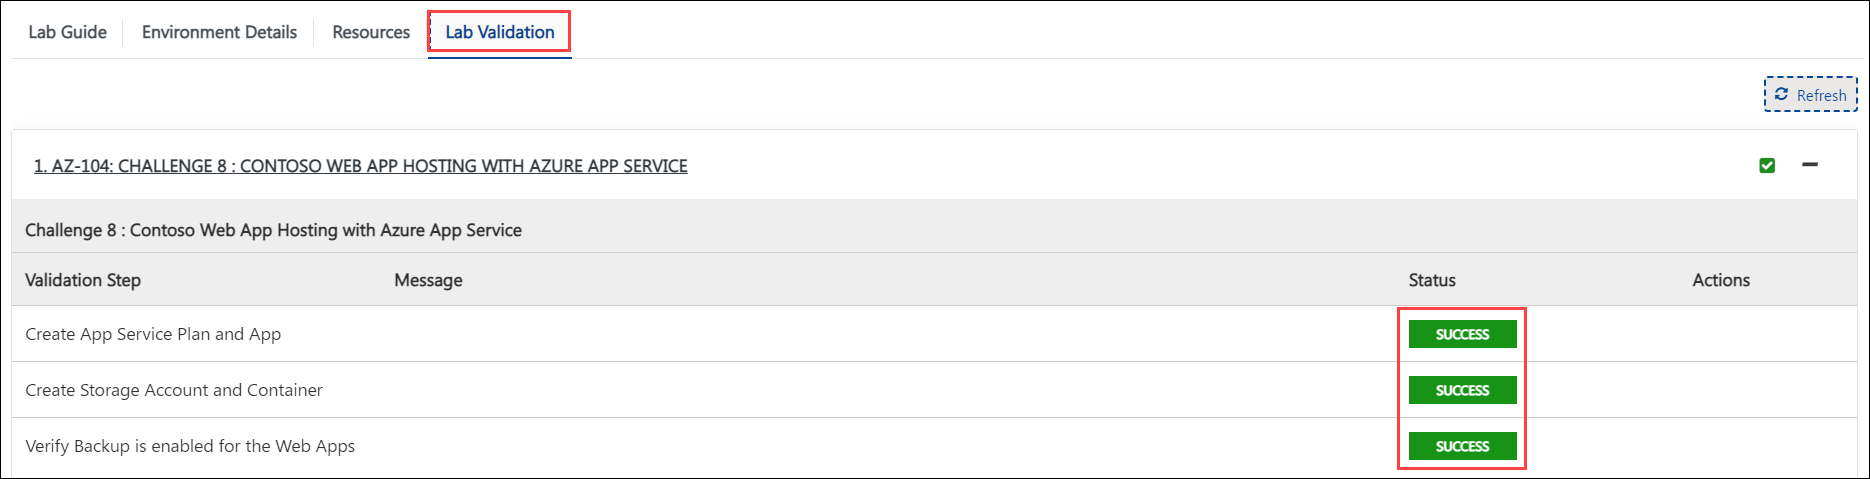 Lab Guide Environment Details Resources Lab Validation
Refresh
1. AZ-104: CHALLENGE 8 : CONTOSO WEB APP HOSTING WITH AZURE APP SERVICE
Challenge 8 : Contoso Web App Hosting with Azure App Service
Validation Step Message Status Actions
Create App Service Plan and App SUCCESS
Create Storage Account and Container SUCCESS
Verify Backup is enabled for the Web Apps SUCCESS